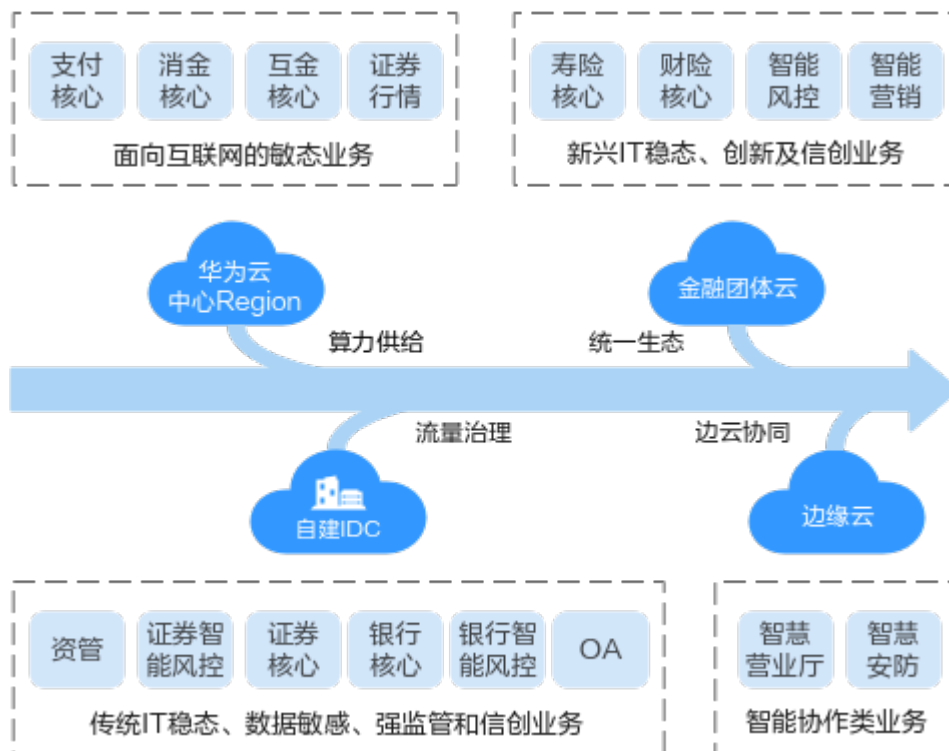 支付
核心
消金
核心
互金
核心
证券
行情
面向互联网的敏态业务
寿险
核心
财险
核心
智能
风控
智能
营销
新兴IT稳态、创新及信创业务
华为云
中心Region
金融团体云
算力供给
统一生态
流量治理
边云协同
自建IDC
边缘云
资管
证券智
能风控
证券
核心
银行
核心
银行智
能风控
OA
传统IT稳态、数据敏感、强监管和信创业务
智慧
营业厅
智慧
安防
智能协作类业务